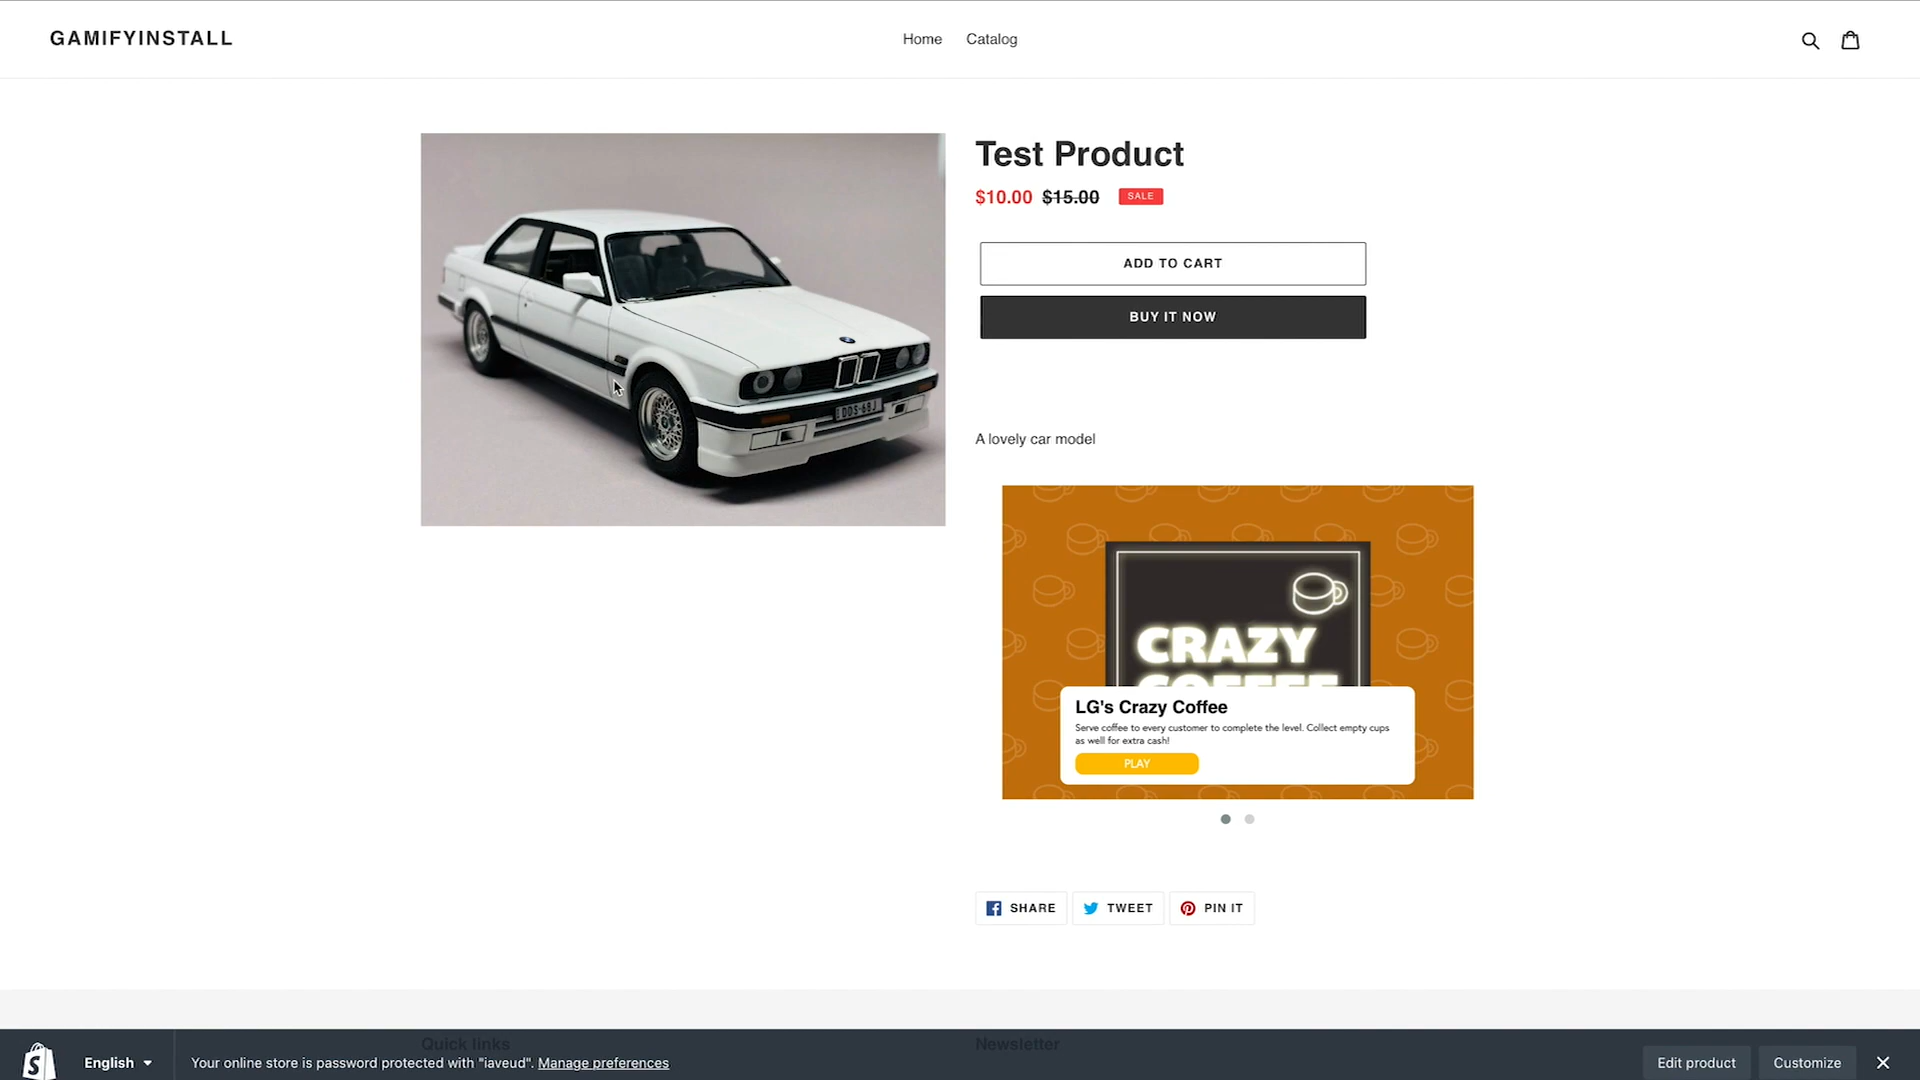 GAMIFYINSTALL
Home Catalog
Test Product
$10.00 $15.00 SALE
ADD TO CART
BUY IT NOW
DDS·68J
A lovely car model
CRAZY
COFFEE
LG's Crazy Coffee
Serve coffee to every customer to complete the level. Collect empty cups
as well for extra cash!
PLAY
SHARE TWEET PIN IT
Quick links Newsletter
English Your online store is password protected with "iaveud". Manage preferences Edit product Customize